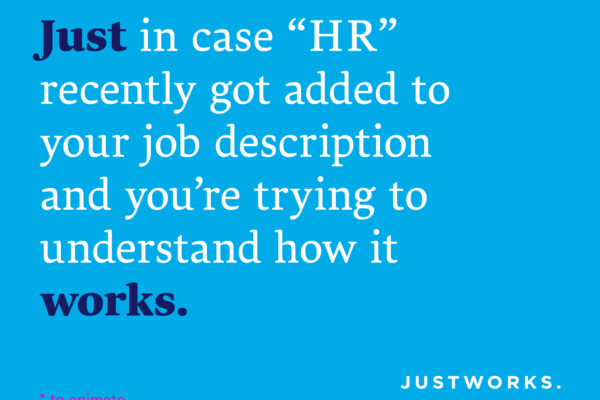 Just in case “HR”
recently got added to
your job description
and you’re trying to
understand how it
works.
JUSTWORKS.
* to animate